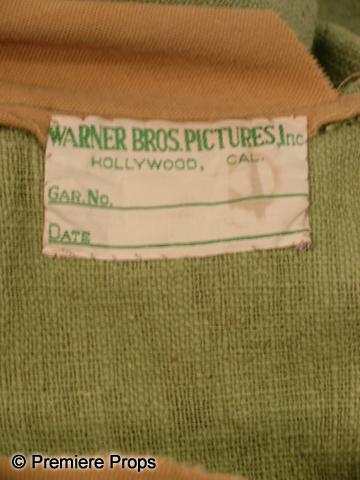 WARNER BROS. PICTURES, Inc
HOLLYWOOD, CAL.
GAR. NO.
DATE
© Premiere Props